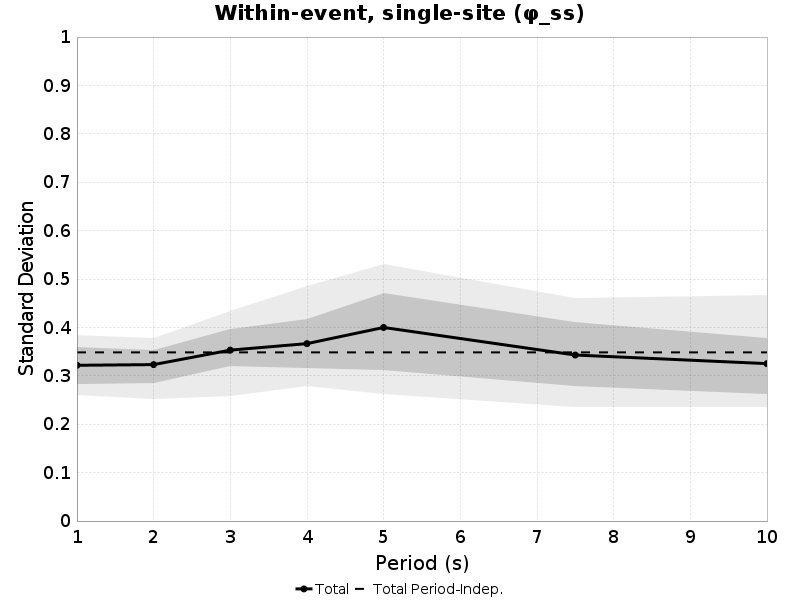 Within-event, single-site (φ_ss)
Standard Deviation
1
0.9
0.8
0.7
0.6
0.5
0.4
0.3
0.2
0.1
0
1 2 3 4 5 6 7 8 9 10
Period (s)
Total Total Period-Indep.